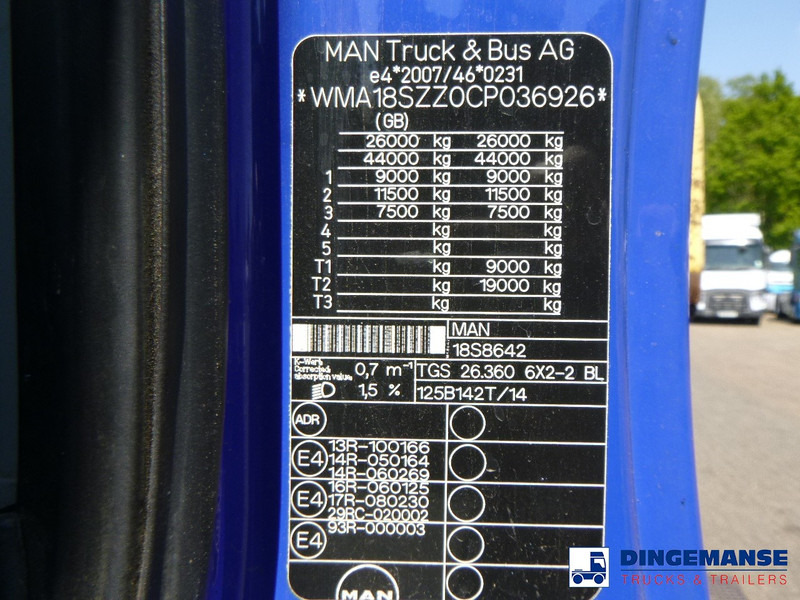 MAN Truck & Bus AG
e4*2007/46*0231
*WMA18SZZ0CP036926*
(GB)
26000 kg 26000 kg
44000 kg 44000 kg
1 9000 kg 9000 kg
2 11500 kg 11500 kg
3 7500 kg 7500 kg
4 kg kg
5 kg kg
T1 kg 9000 kg
T2 kg 19000 kg
T3 kg kg
MAN
18S8642
K-Wert
Corrected
absorption value:
0,7 m⁻¹
TGS 26.360 6X2-2 BL
1,5 %
125B142T/14
ADR
E4
13R-100166
14R-050164
14R-060269
E4
16R-060125
17R-080230
29RC-020002
E4
93R-000003
MAN
DINGEMANSE
TRUCKS & TRAILERS